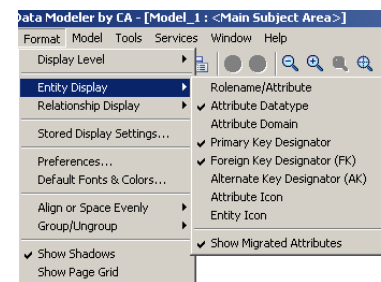 Data Modeler by CA - [Model_1 : <Main Subject Area>]
Format Model Tools Services Window Help
Display Level
Entity Display
Relationship Display
Stored Display Settings...
Preferences...
Default Fonts & Colors...
Align or Space Evenly
Group/Ungroup
Show Shadows
Show Page Grid
Rolename/Attribute
Attribute Datatype
Attribute Domain
Primary Key Designator
Foreign Key Designator (FK)
Alternate Key Designator (AK)
Attribute Icon
Entity Icon
Show Migrated Attributes